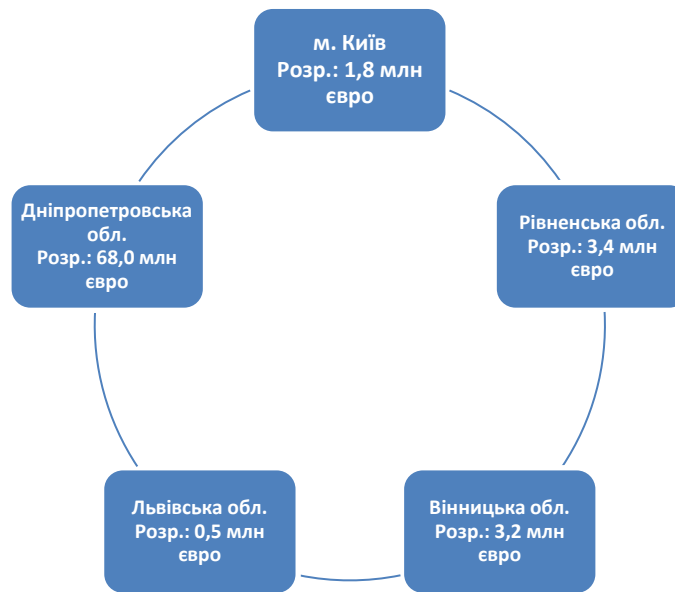 м. Київ
Розр.: 1,8 млн
євро
Дніпропетровська
обл.
Розр.: 68,0 млн
євро
Рівненська обл.
Розр.: 3,4 млн
євро
Львівська обл.
Розр.: 0,5 млн
євро
Вінницька обл.
Розр.: 3,2 млн
євро